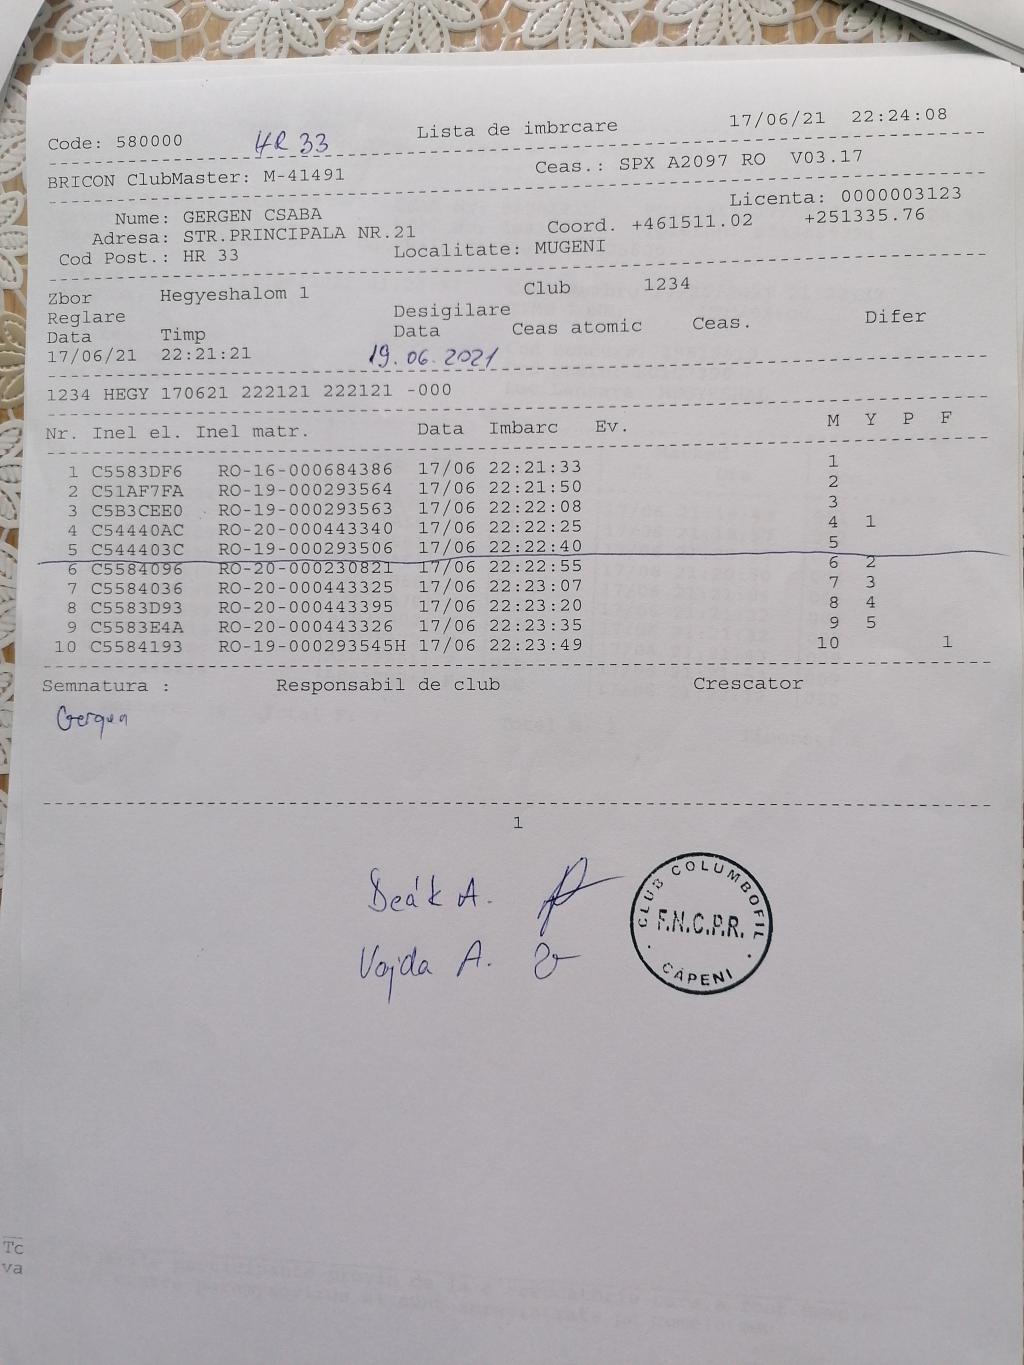 Code: 580000 HR 33 Lista de imbrcare 17/06/21 22:24:08
BRICON ClubMaster: M-41491 Ceas.: SPX A2097 RO V03.17
Licenta: 0000003123
Nume: GERGEN CSABA
Coord. +461511.02 +251335.76
Adresa: STR.PRINCIPALA NR.21
Cod Post.: HR 33 Localitate: MUGENI
Zbor Hegyeshalom 1 Club 1234
Reglare Desigilare
Data Timp Data Ceas atomic Ceas. Difer
17/06/21 22:21:21 19.06.2021
1234 HEGY 170621 222121 222121 -000
Nr. Inel el. Inel matr. Data Imbarc Ev. M Y P F
1 C5583DF6 RO-16-000684386 17/06 22:21:33 1
2 C51AF7FA RO-19-000293564 17/06 22:21:50 2
3 C5B3CEE0 RO-19-000293563 17/06 22:22:08 3
4 C54440AC RO-20-000443340 17/06 22:22:25 4 1
5 C544403C RO-19-000293506 17/06 22:22:40 5
6 C5584096 RO-20-000230821 17/06 22:22:55 6 2
7 C5584036 RO-20-000443325 17/06 22:23:07 7 3
8 C5583D93 RO-20-000443395 17/06 22:23:20 8 4
9 C5583E4A RO-20-000443326 17/06 22:23:35 9 5
10 C5584193 RO-19-000293545H 17/06 22:23:49 10 1
Semnatura : Responsabil de club Crescator
Gergen
1
Deák A.
Vajda A.
CLUB COLUMBOFIL
F.N.C.P.R.
CĂPENI
Tc
va